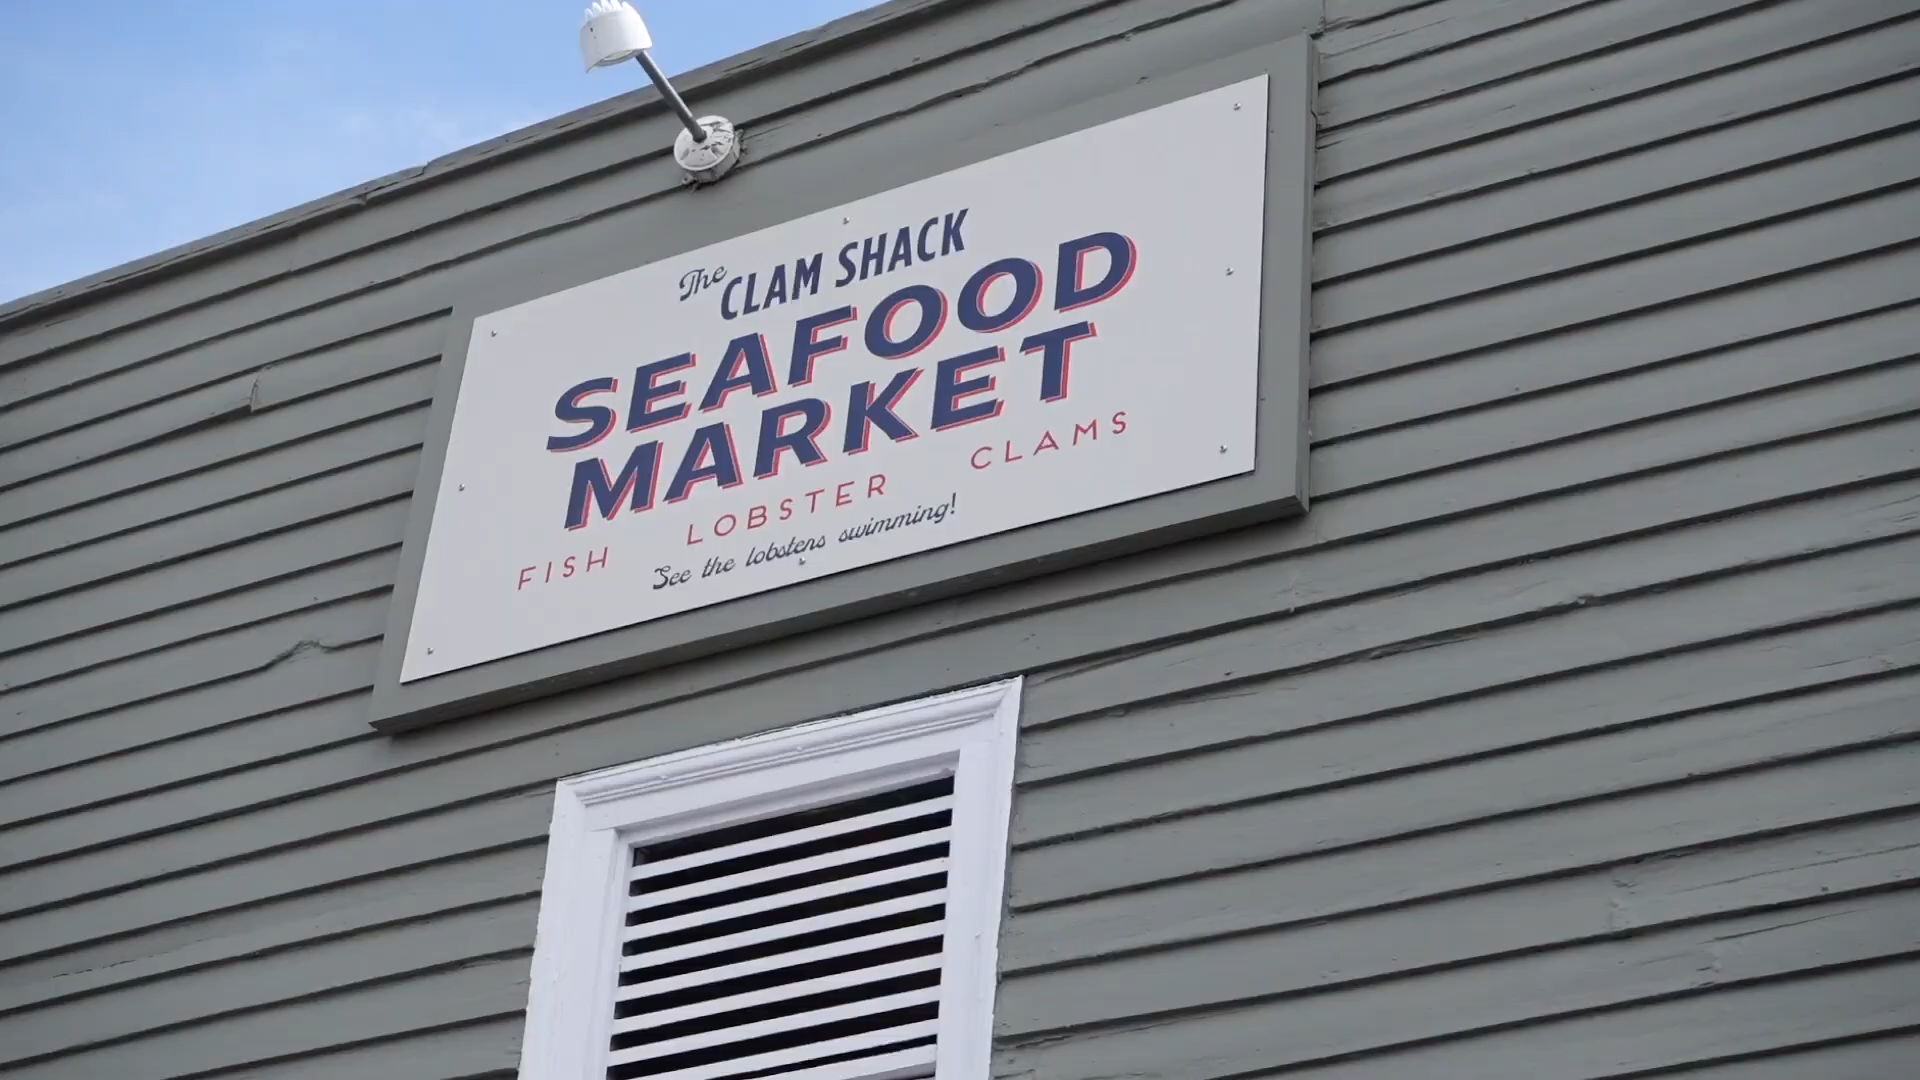 The CLAM SHACK
SEAFOOD
MARKET
FISH LOBSTER CLAMS
See the lobsters swimming!